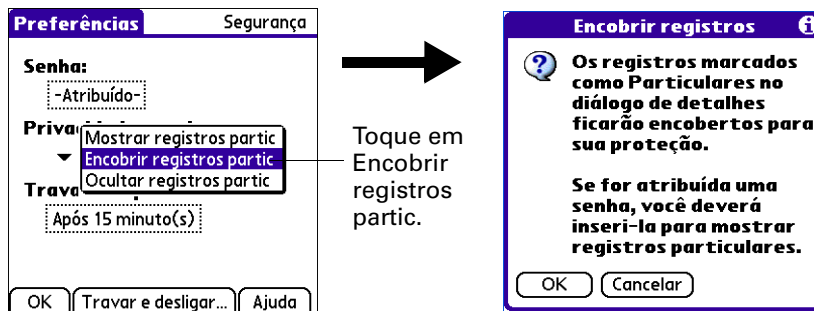 Preferências
Segurança
Senha:
-Atribuído-
Mostrar registros partic
Encobrir registros partic
Ocultar registros partic
Após 15 minuto(s)
OK
Travar e desligar...
Ajuda
Toque em
Encobrir
registros
partic.
Encobrir registros
Os registros marcados
como Particulares no
diálogo de detalhes
ficarão encobertos para
sua proteção.
Se for atribuída uma
senha, você deverá
inseri-la para mostrar
registros particulares.
OK
Cancelar